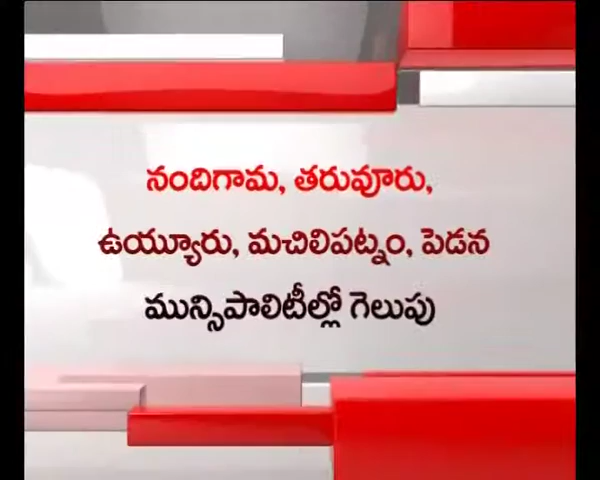 నందిగామ, తరువూరు,
ఉయ్యూరు, మచిలిపట్నం, పెడన
మున్సిపాలిటీల్లో గెలుపు